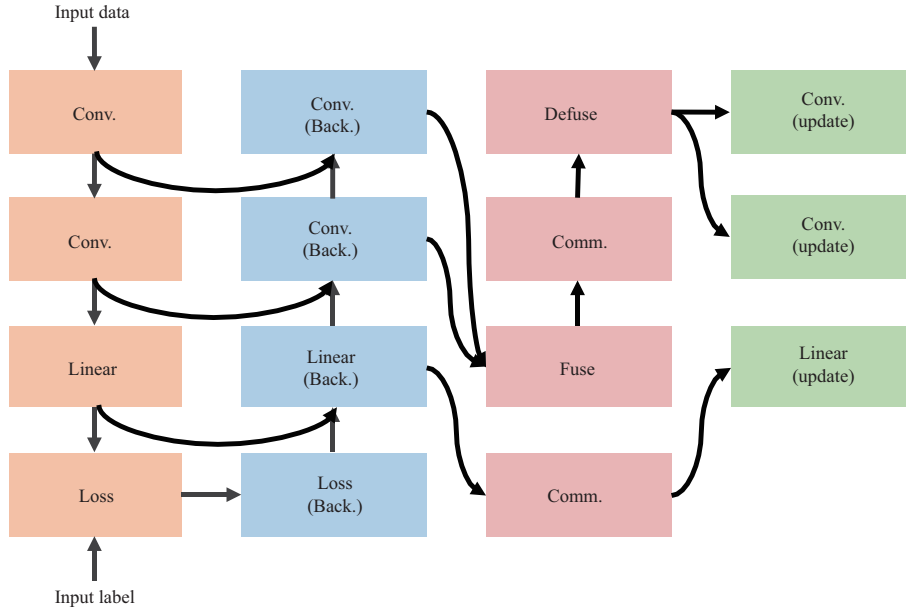 Input data
Conv.
Conv.
(Back.)
Defuse
Conv.
(update)
Conv.
Conv.
(Back.)
Comm.
Conv.
(update)
Linear
Linear
(Back.)
Fuse
Linear
(update)
Loss
Loss
(Back.)
Comm.
Input label